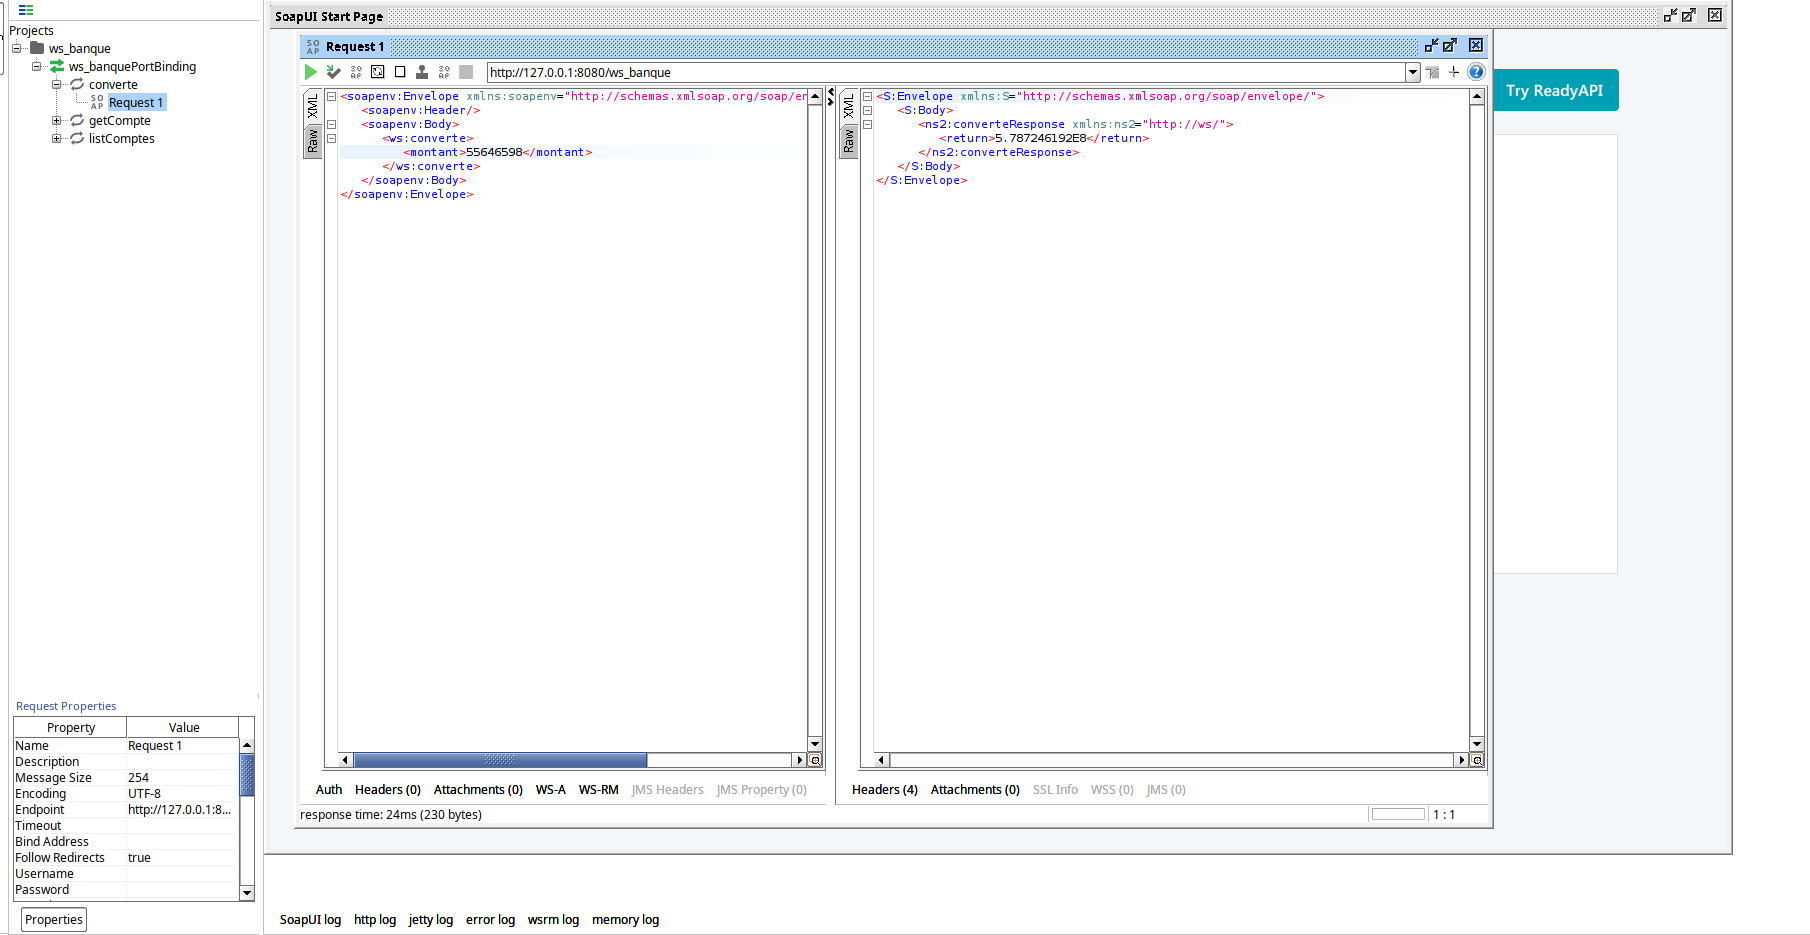 Projects
ws_banque
ws_banquePortBinding
converte
SO
AP
Request 1
getCompte
listComptes
Request Properties
Property Value
Name Request 1
Description
Message Size 254
Encoding UTF-8
Endpoint http://127.0.0.1:8...
Timeout
Bind Address
Follow Redirects true
Username
Password
Properties
SoapUI Start Page
SO
AP
Request 1
http://127.0.0.1:8080/ws_banque
XML
Raw
<soapenv:Envelope xmlns:soapenv="http://schemas.xmlsoap.org/soap/er
<soapenv:Header/>
<soapenv:Body>
<ws:converte>
<montant>55646598</montant>
</ws:converte>
</soapenv:Body>
</soapenv:Envelope>
XML
Raw
<S:Envelope xmlns:S="http://schemas.xmlsoap.org/soap/envelope/">
<S:Body>
<ns2:converteResponse xmlns:ns2="http://ws/">
<return>5.787246192E8</return>
</ns2:converteResponse>
</S:Body>
</S:Envelope>
Auth Headers (0) Attachments (0) WS-A WS-RM JMS Headers JMS Property (0)
Headers (4) Attachments (0) SSL Info WSS (0) JMS (0)
response time: 24ms (230 bytes)
1 : 1
Try ReadyAPI
SoapUI log http log jetty log error log wsrm log memory log